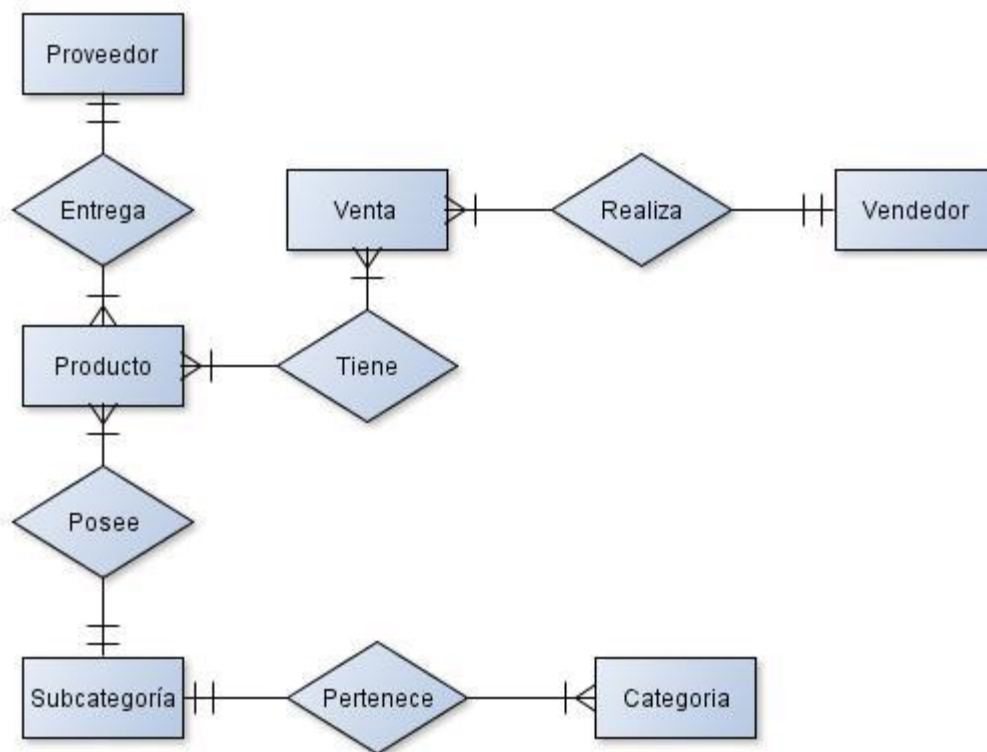 Proveedor
Entrega
Venta
Realiza
Vendedor
Producto
Tiene
Posee
Subcategoría
Pertenece
Categoria